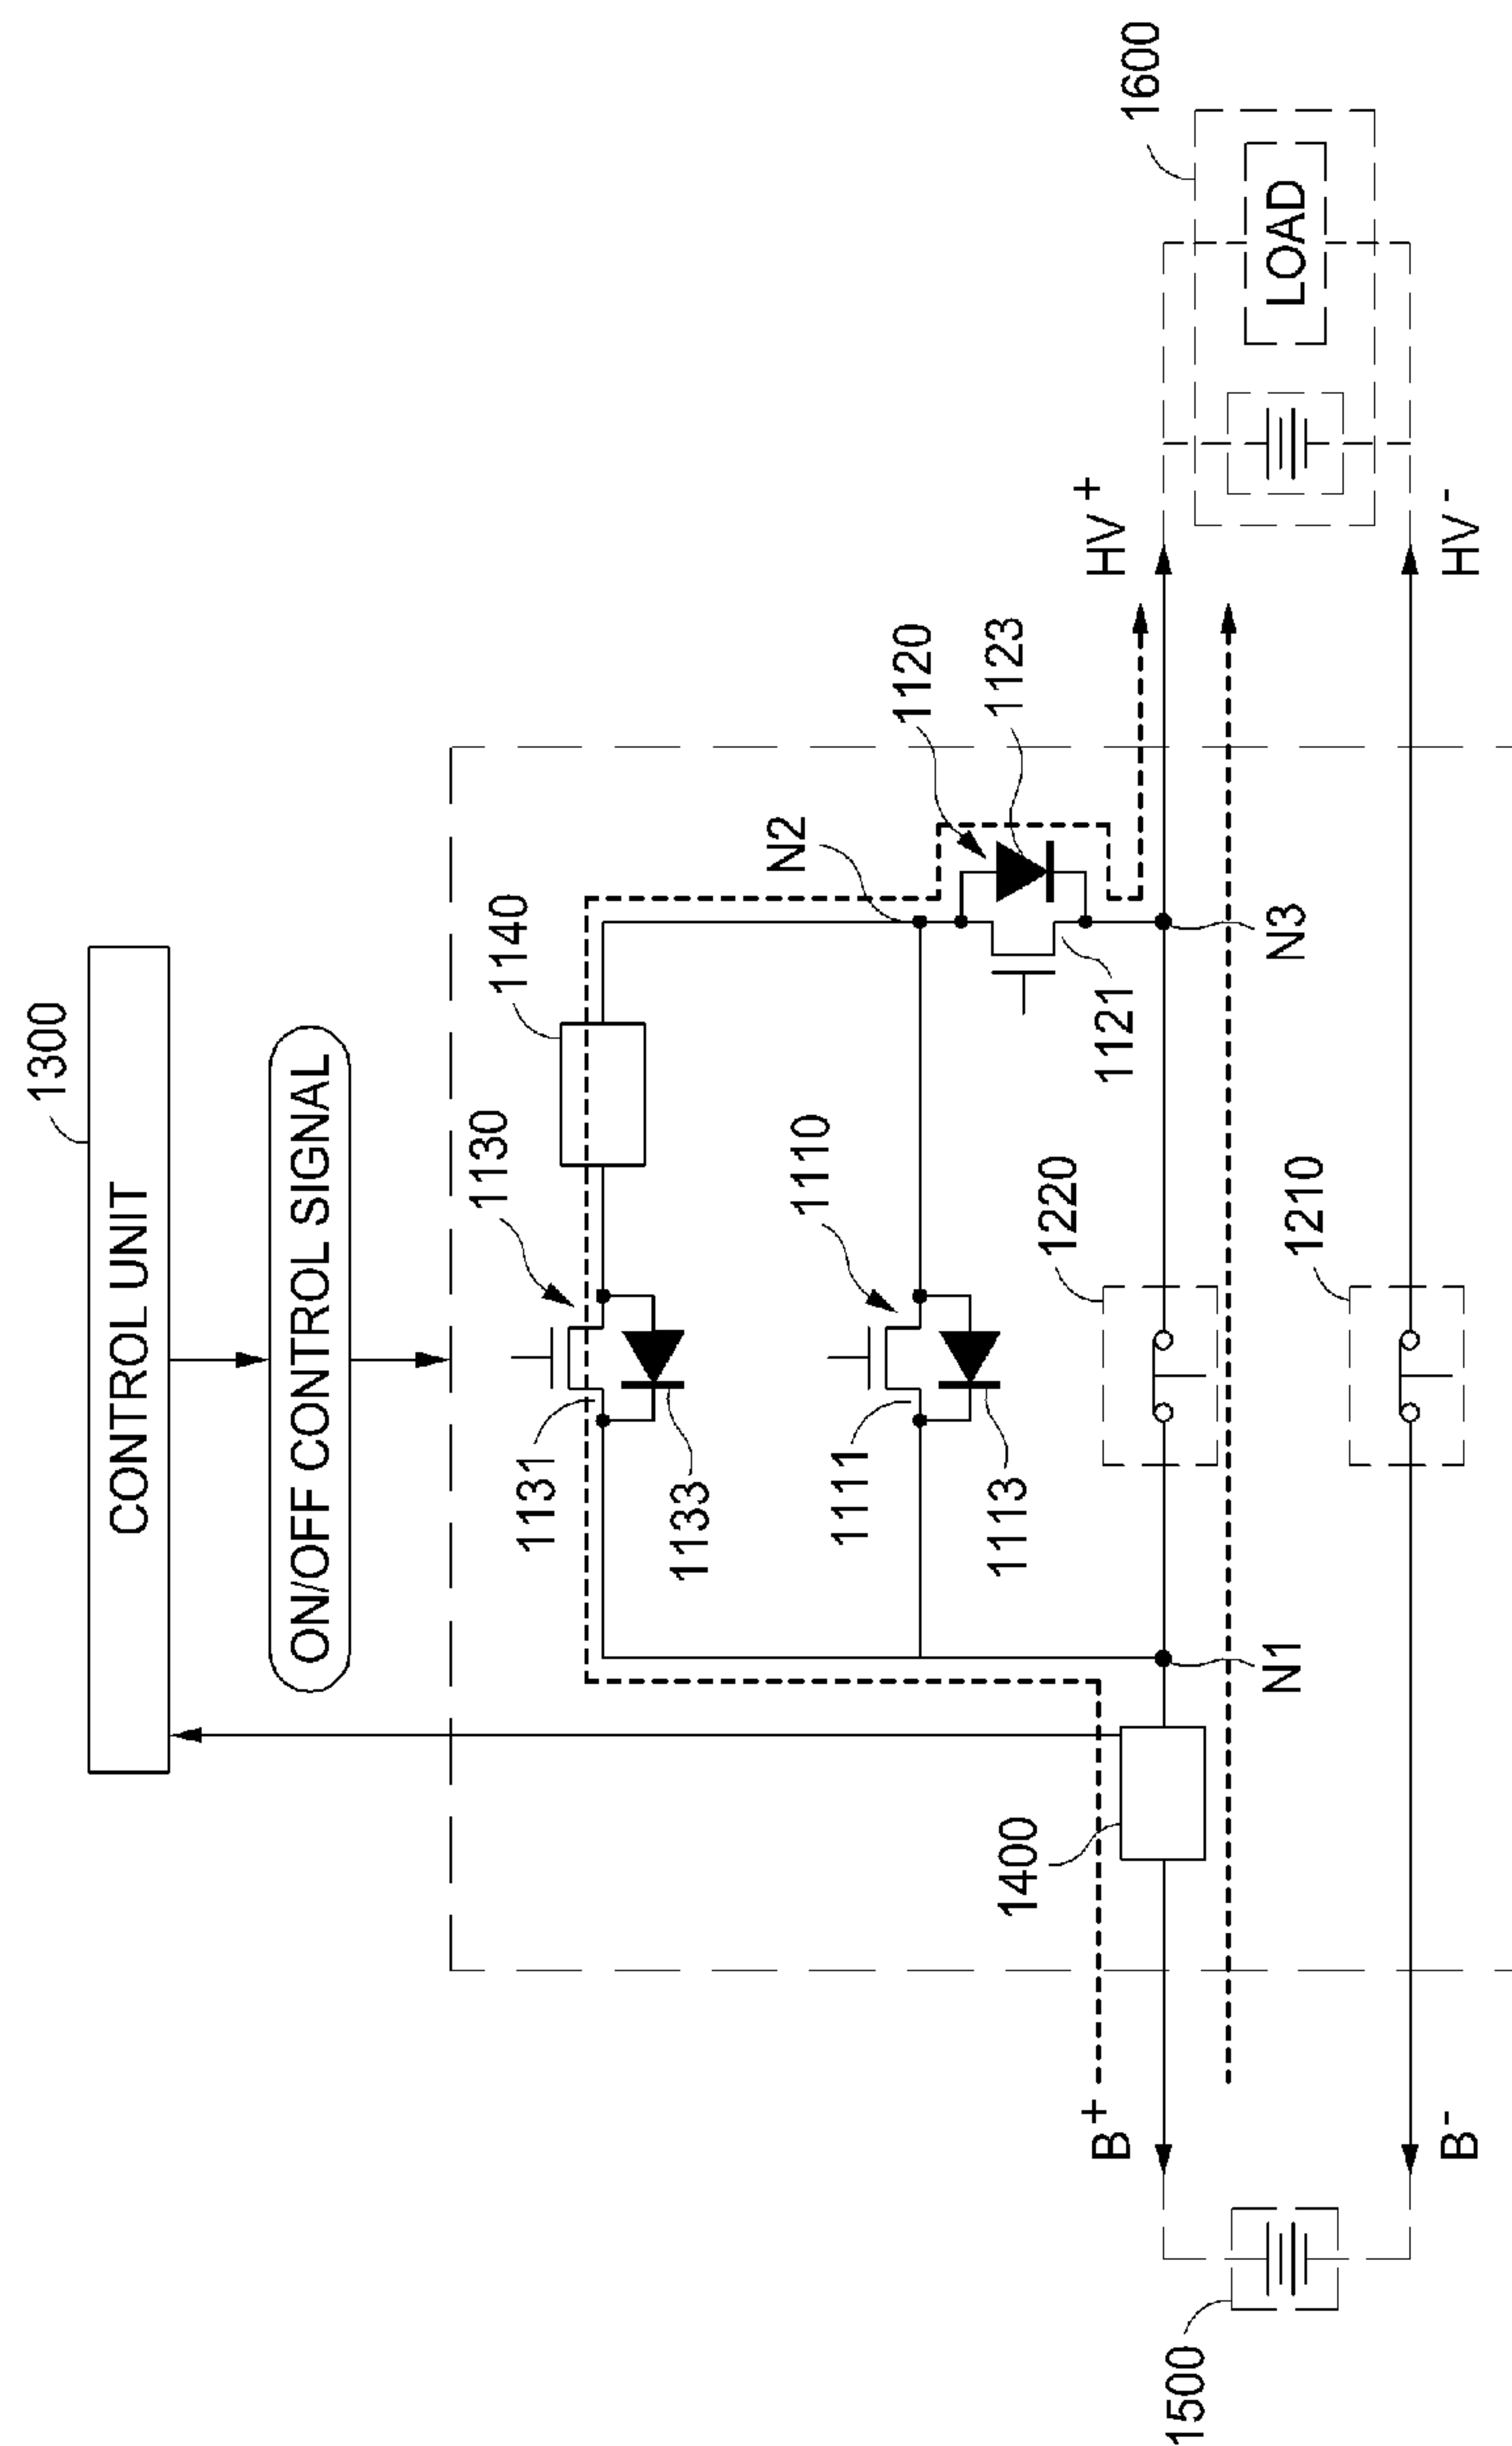 1300
CONTROL UNIT
ON/OFF CONTROL SIGNAL
1130
1140
1131
1133
N2
1110
1120
1111
1123
1113
1121
1400
1220
N1
N3
B+
HV+
1600
LOAD
1500
1210
B-
HV-